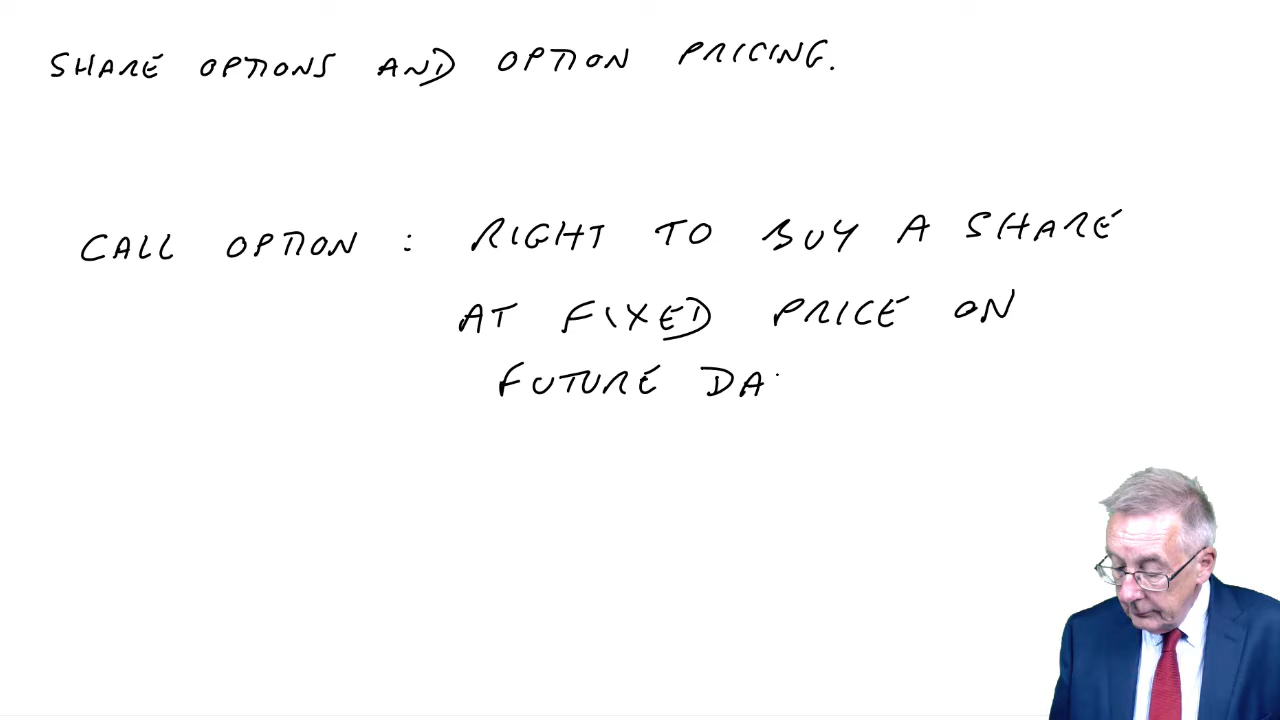 SHARE OPTIONS AND OPTION PRICING.
CALL OPTION : RIGHT TO BUY A SHARE
AT FIXED PRICE ON
FUTURE DA